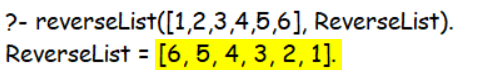 ?- reverseList([1,2,3,4,5,6], ReverseList).
ReverseList = [6, 5, 4, 3, 2, 1].